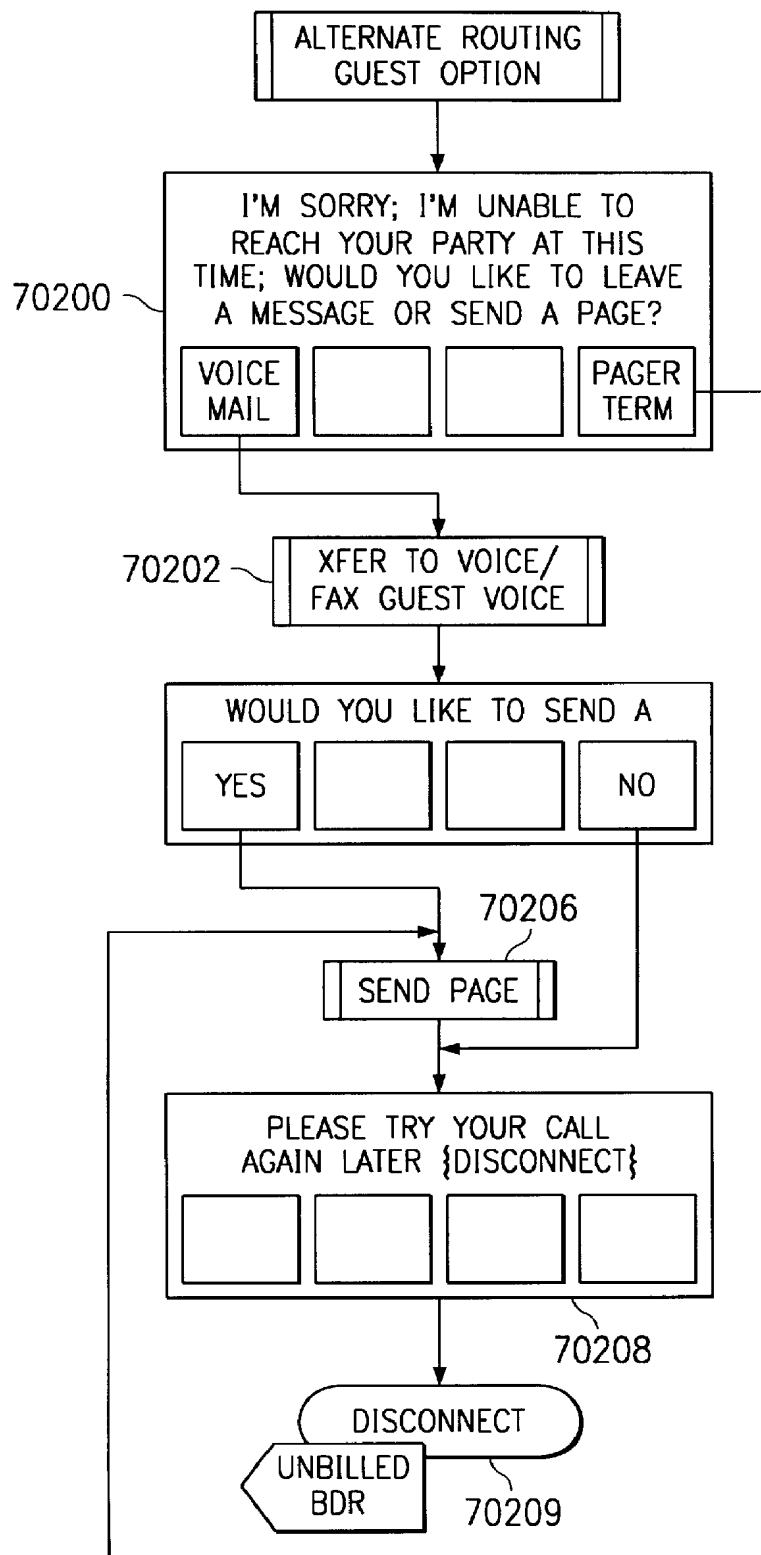 ALTERNATE ROUTING
GUEST OPTION
I'M SORRY; I'M UNABLE TO
REACH YOUR PARTY AT THIS
TIME; WOULD YOU LIKE TO LEAVE
A MESSAGE OR SEND A PAGE?
70200
VOICE
MAIL
PAGER
TERM
70202
XFER TO VOICE/
FAX GUEST VOICE
WOULD YOU LIKE TO SEND A
YES
NO
70206
SEND PAGE
PLEASE TRY YOUR CALL
AGAIN LATER {DISCONNECT}
70208
DISCONNECT
UNBILLED
BDR
70209